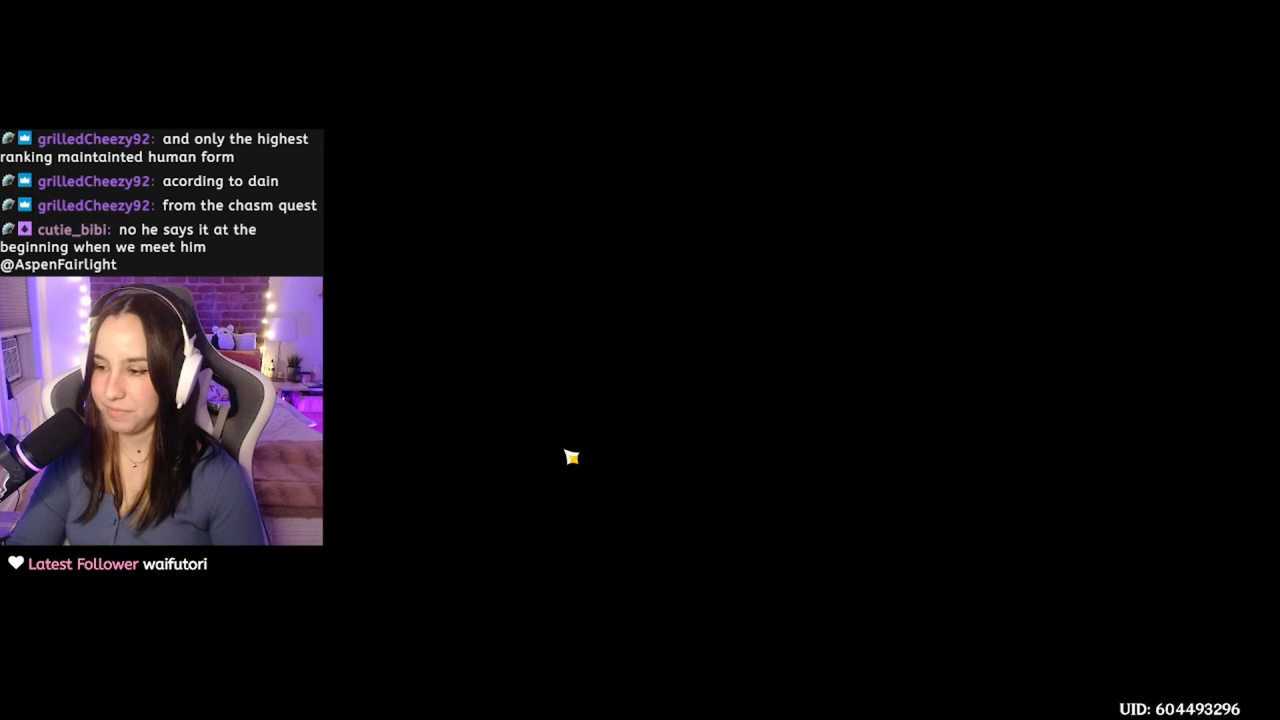 grilledCheezy92: and only the highest
ranking maintainted human form
grilledCheezy92: acording to dain
grilledCheezy92: from the chasm quest
cutie_bibi: no he says it at the
beginning when we meet him
@AspenFairlight
Latest Follower waifutori
UID: 604493296